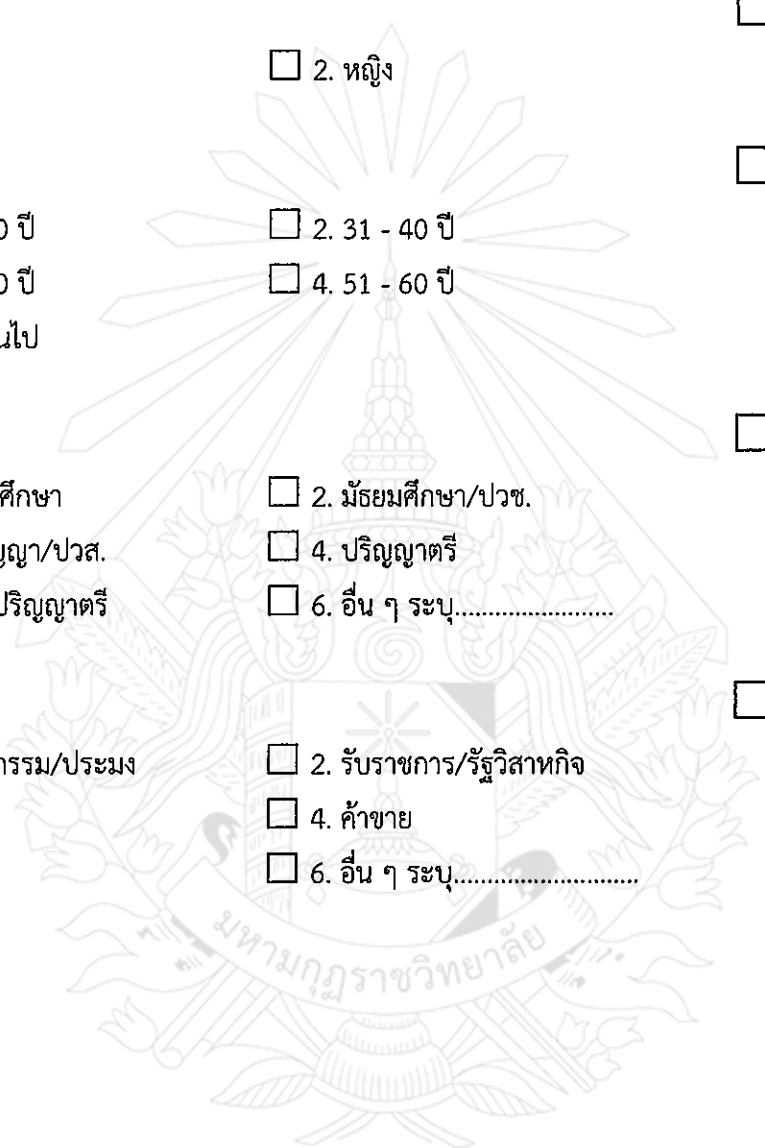 ☐ 2. หญิง
0 ปี ☐ 2. 31 - 40 ปี
0 ปี ☐ 4. 51 - 60 ปี
นไป
ศึกษา ☐ 2. มัธยมศึกษา/ปวช.
ญญา/ปวส. ☐ 4. ปริญญาตรี
ปริญญาตรี ☐ 6. อื่น ๆ ระบุ........................
กรรม/ประมง ☐ 2. รับราชการ/รัฐวิสาหกิจ
☐ 4. ค้าขาย
☐ 6. อื่น ๆ ระบุ............................
มหามกุฏราชวิทยาลัย